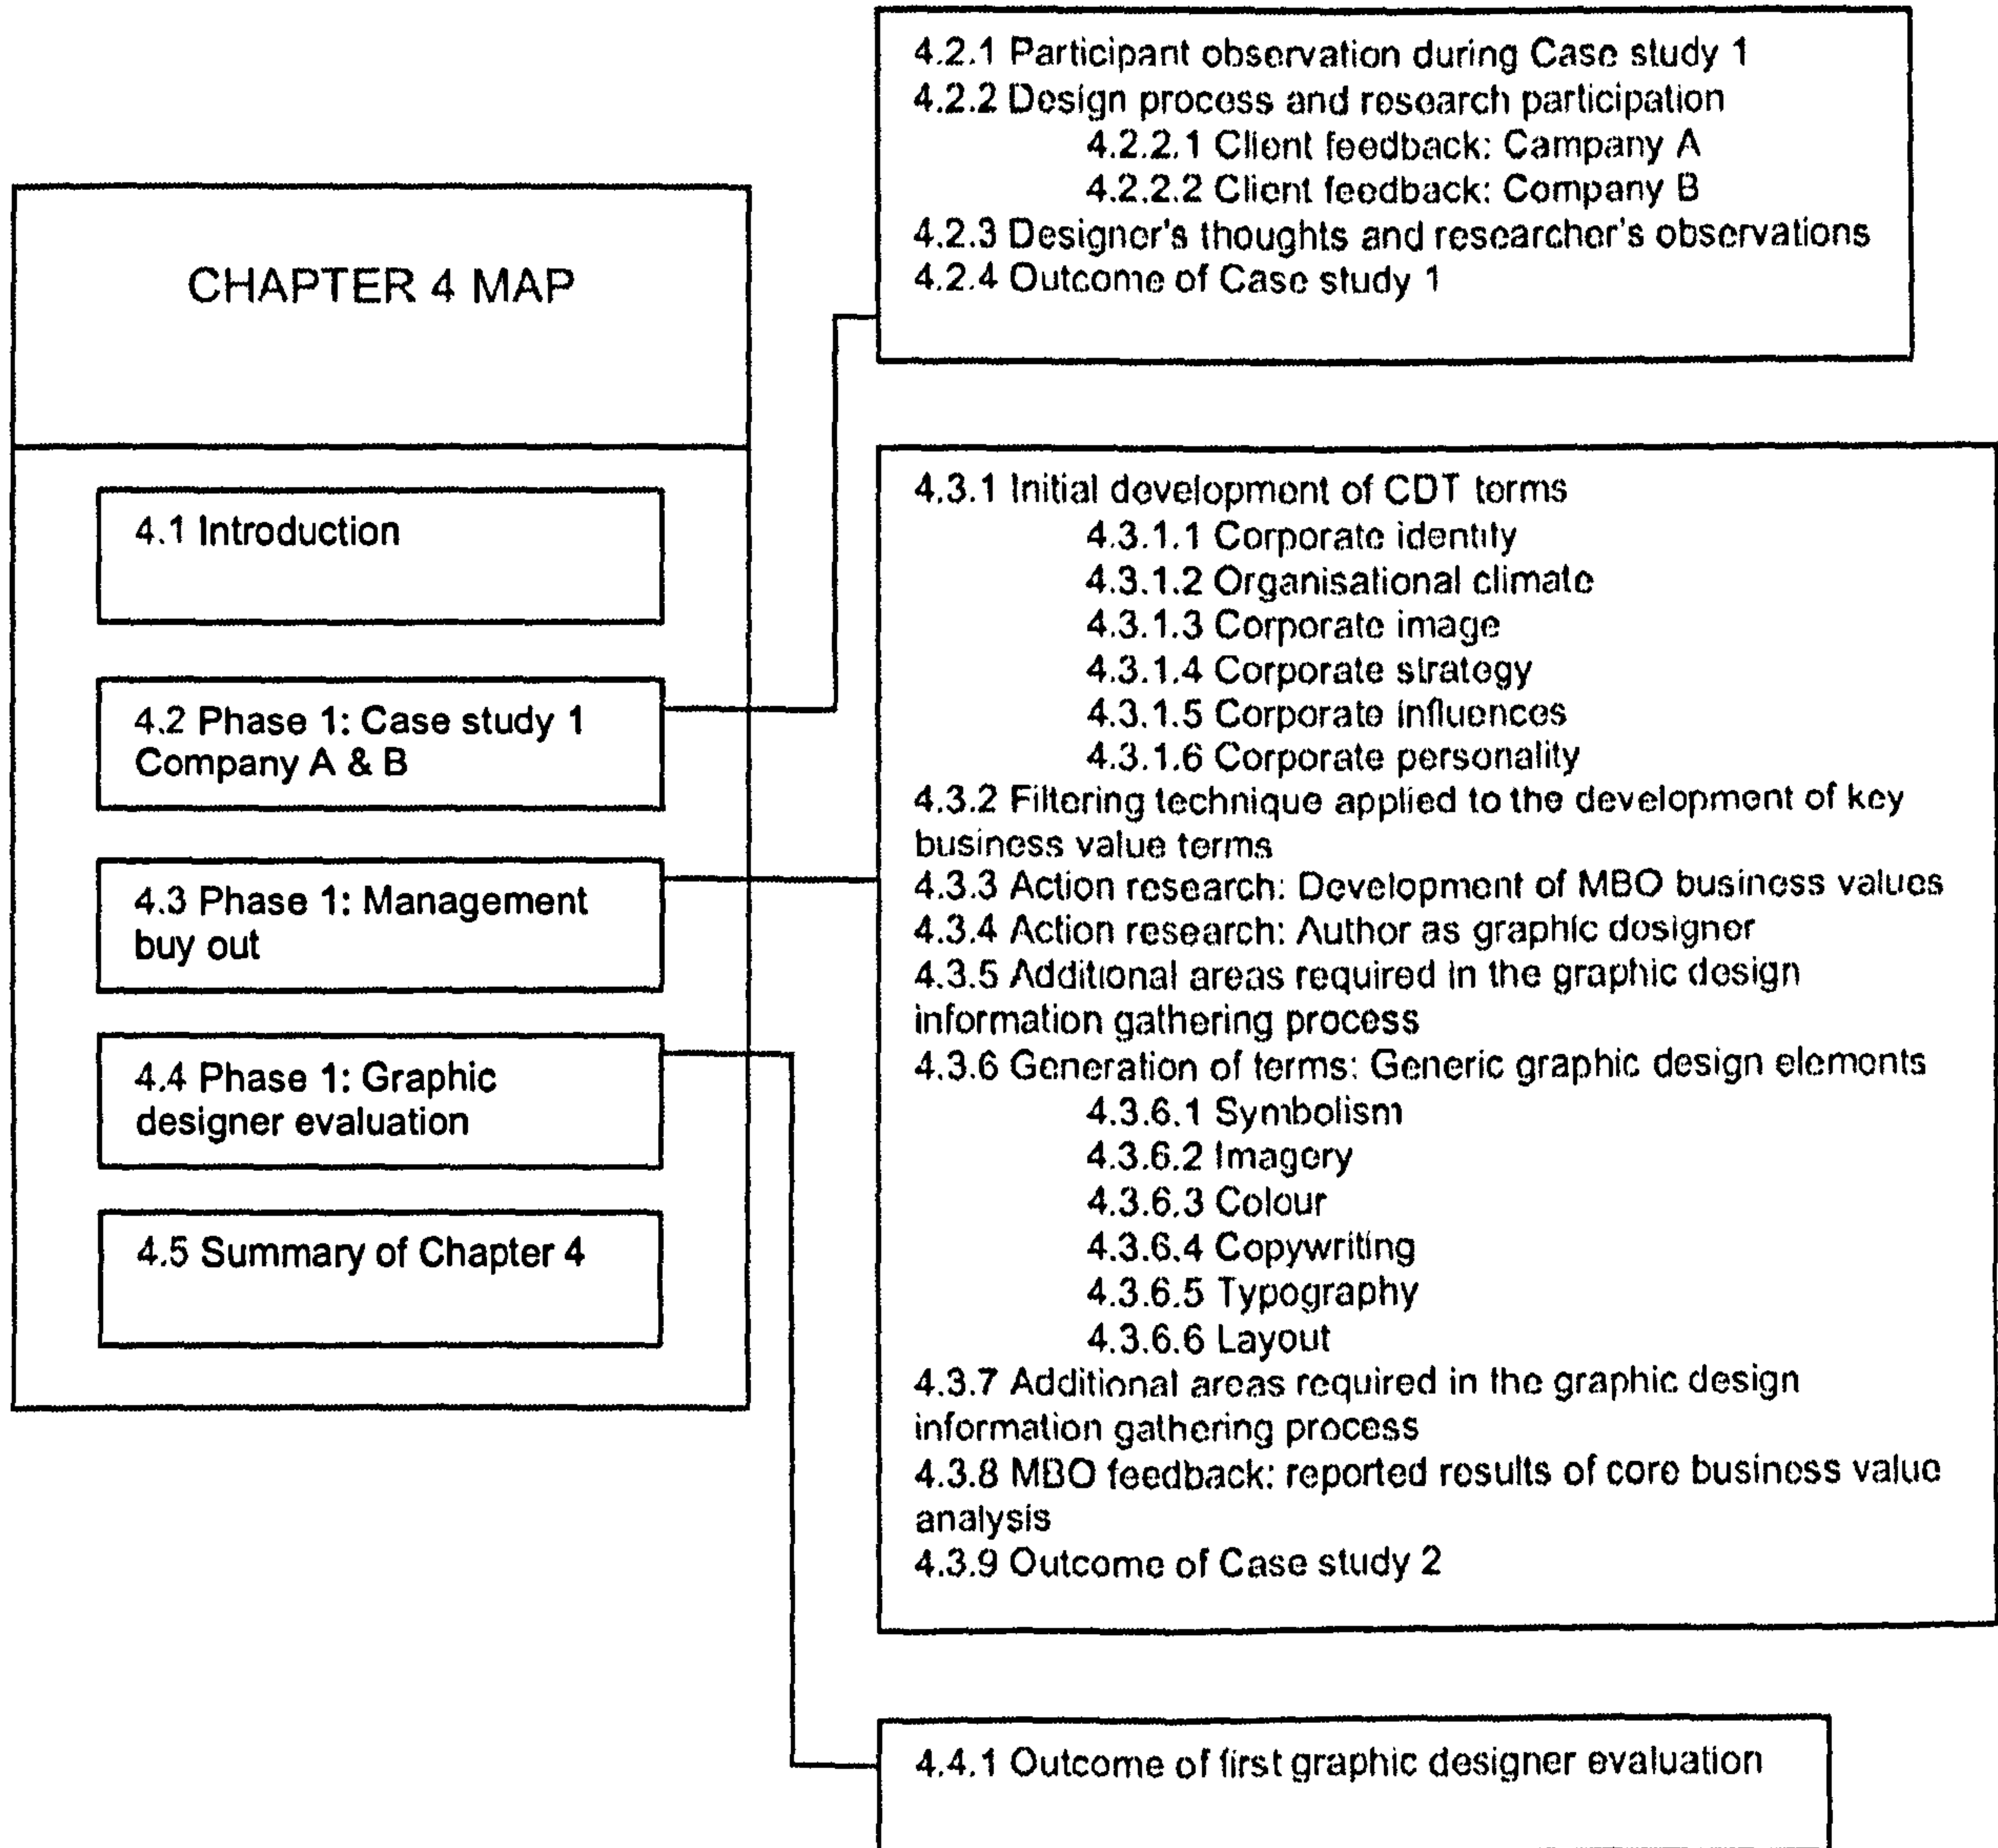 CHAPTER 4 MAP
4.1 Introduction
4.2 Phase 1: Case study 1
Company A & B
4.3 Phase 1: Management
buy out
4.4 Phase 1: Graphic
designer evaluation
4.5 Summary of Chapter 4
4.2.1 Participant observation during Case study 1
4.2.2 Design process and research participation
4.2.2.1 Client feedback: Campany A
4.2.2.2 Client feedback: Company B
4.2.3 Designer's thoughts and researcher's observations
4.2.4 Outcome of Case study 1
4.3.1 Initial development of CDT terms
4.3.1.1 Corporate identity
4.3.1.2 Organisational climate
4.3.1.3 Corporate image
4.3.1.4 Corporate strategy
4.3.1.5 Corporate influences
4.3.1.6 Corporate personality
4.3.2 Filtering technique applied to the development of key
business value terms
4.3.3 Action research: Development of MBO business values
4.3.4 Action research: Author as graphic designer
4.3.5 Additional areas required in the graphic design
information gathering process
4.3.6 Generation of terms: Generic graphic design elements
4.3.6.1 Symbolism
4.3.6.2 Imagery
4.3.6.3 Colour
4.3.6.4 Copywriting
4.3.6.5 Typography
4.3.6.6 Layout
4.3.7 Additional areas required in the graphic design
information gathering process
4.3.8 MBO feedback: reported results of core business value
analysis
4.3.9 Outcome of Case study 2
4.4.1 Outcome of first graphic designer evaluation